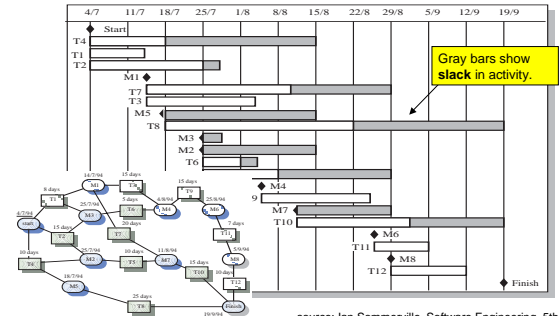 4/7 11/7 18/7 25/7 1/8 8/8 15/8 22/8 29/8 5/9 12/9 19/9
Start
T4
T1
T2
M1
T7
T3
M5
T8
M3
M2
T6
M4
9
M7
T10
M6
T11
M8
T12
Finish
Gray bars show
slack in activity.
14/7/94 15 days
M1 T3 15 days
8 days T9
T1 5 days 4/8/94 25/8/94
4/7/94 25/7/94 T6 M4 M6
start M3 7 days
15 days 20 days
T2 T7 T11
25/7/94 10 days 11/8/94 5/9/94
10 days M2 T5 M7 15 days M8
T4 T10 10 days
18/7/94 T12
M5
25 days
T8 Finish
19/9/94
source: Ian Sommerville, Software Engineering, 5th